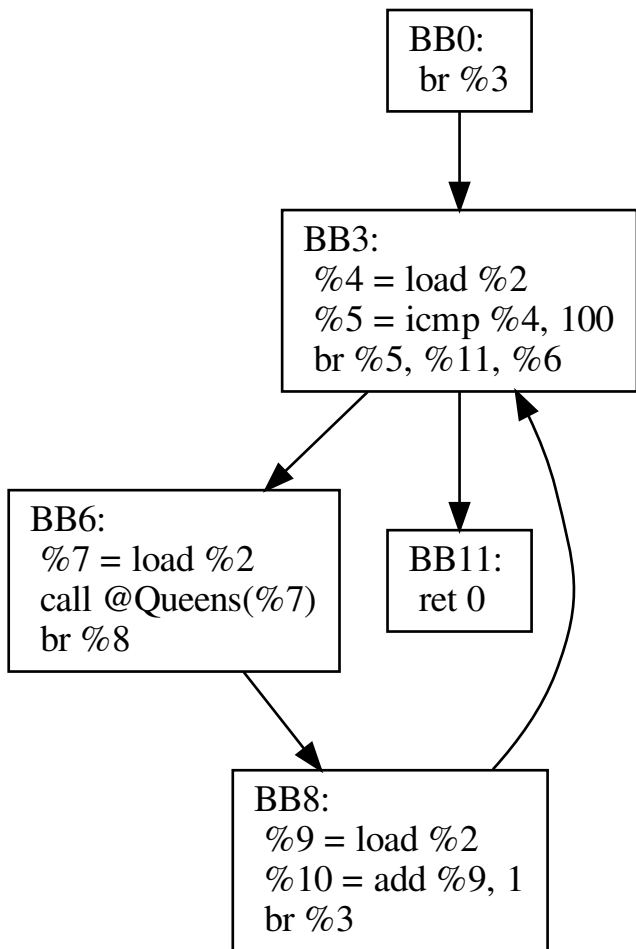 BB0:
br %3
BB3:
%4 = load %2
%5 = icmp %4, 100
br %5, %11, %6
BB6:
%7 = load %2
call @Queens(%7)
br %8
BB11:
ret 0
BB8:
%9 = load %2
%10 = add %9, 1
br %3